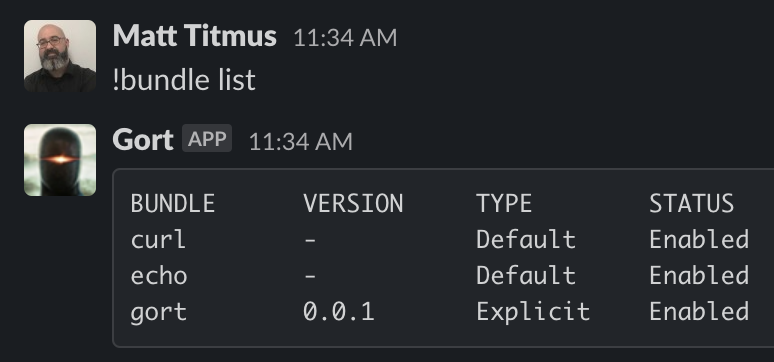 Matt Titmus 11:34 AM
!bundle list
Gort APP 11:34 AM
BUNDLE VERSION TYPE STATUS
curl - Default Enabled
echo - Default Enabled
gort 0.0.1 Explicit Enabled